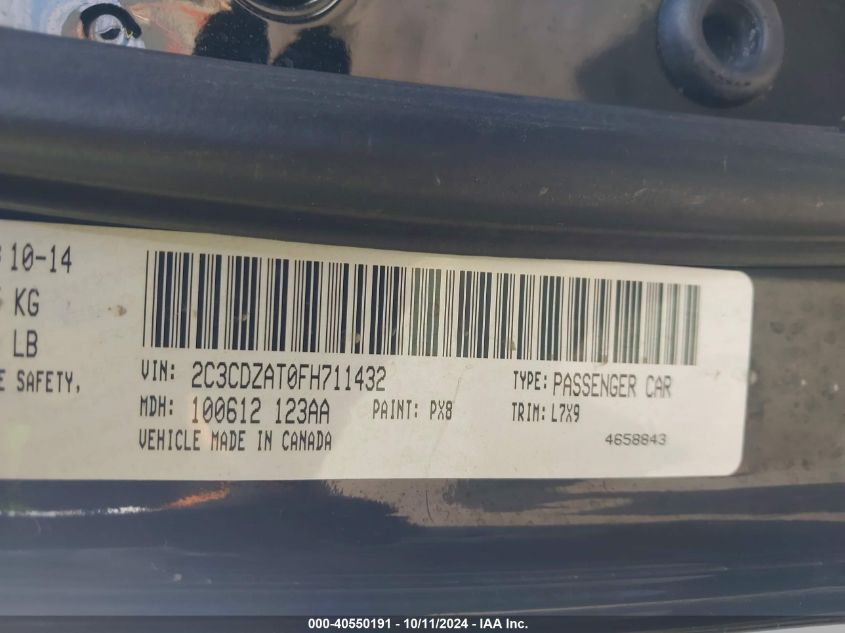 10-14
KG
LB
SAFETY,
VIN: 2C3CDZAT0FH711432
TYPE: PASSENGER CAR
MDH: 100612 123AA
PAINT: PX8
TRIM: L7X9
VEHICLE MADE IN CANADA
4658843
000-40550191 - 10/11/2024 - IAA Inc.